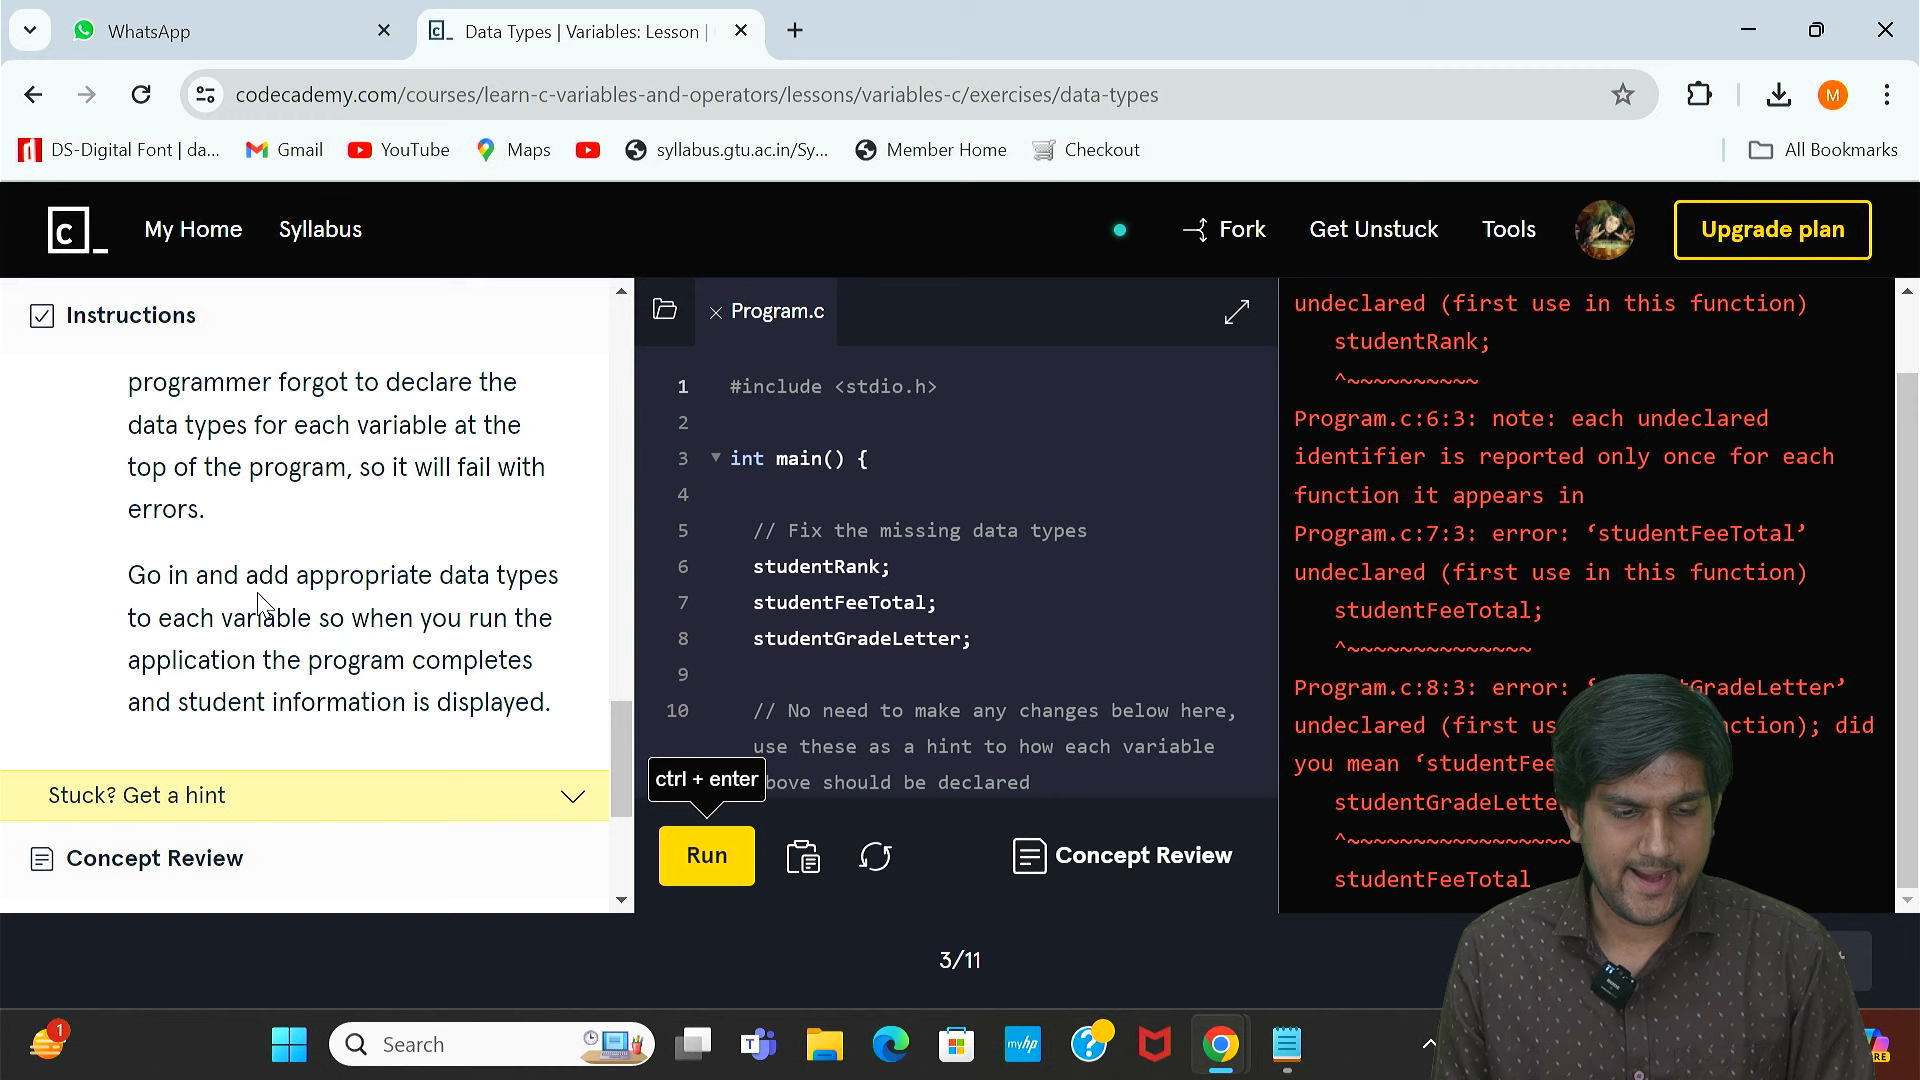 WhatsApp
Data Types | Variables: Lesson |
codecademy.com/courses/learn-c-variables-and-operators/lessons/variables-c/exercises/data-types
M
DS-Digital Font | da...
Gmail
YouTube
Maps
syllabus.gtu.ac.in/Sy...
Member Home
Checkout
All Bookmarks
c_
My Home
Syllabus
Fork
Get Unstuck
Tools
Upgrade plan
Instructions
programmer forgot to declare the
data types for each variable at the
top of the program, so it will fail with
errors.
Go in and add appropriate data types
to each variable so when you run the
application the program completes
and student information is displayed.
Stuck? Get a hint
Concept Review
Program.c
1 #include <stdio.h>
2
3 int main() {
4
5 // Fix the missing data types
6 studentRank;
7 studentFeeTotal;
8 studentGradeLetter;
9
10 // No need to make any changes below here,
use these as a hint to how each variable
bove should be declared
ctrl + enter
Run
Concept Review
undeclared (first use in this function)
studentRank;
^~~~~~~~~~~
Program.c:6:3: note: each undeclared
identifier is reported only once for each
function it appears in
Program.c:7:3: error: ‘studentFeeTotal’
undeclared (first use in this function)
studentFeeTotal;
^~~~~~~~~~~~~~~
Program.c:8:3: error: GradeLetter’
undeclared (first us nction); did
you mean ‘studentFee
studentGradeLette
^~~~~~~~~~~~~~~~~~
studentFeeTotal
3/11
1
Search
myhp